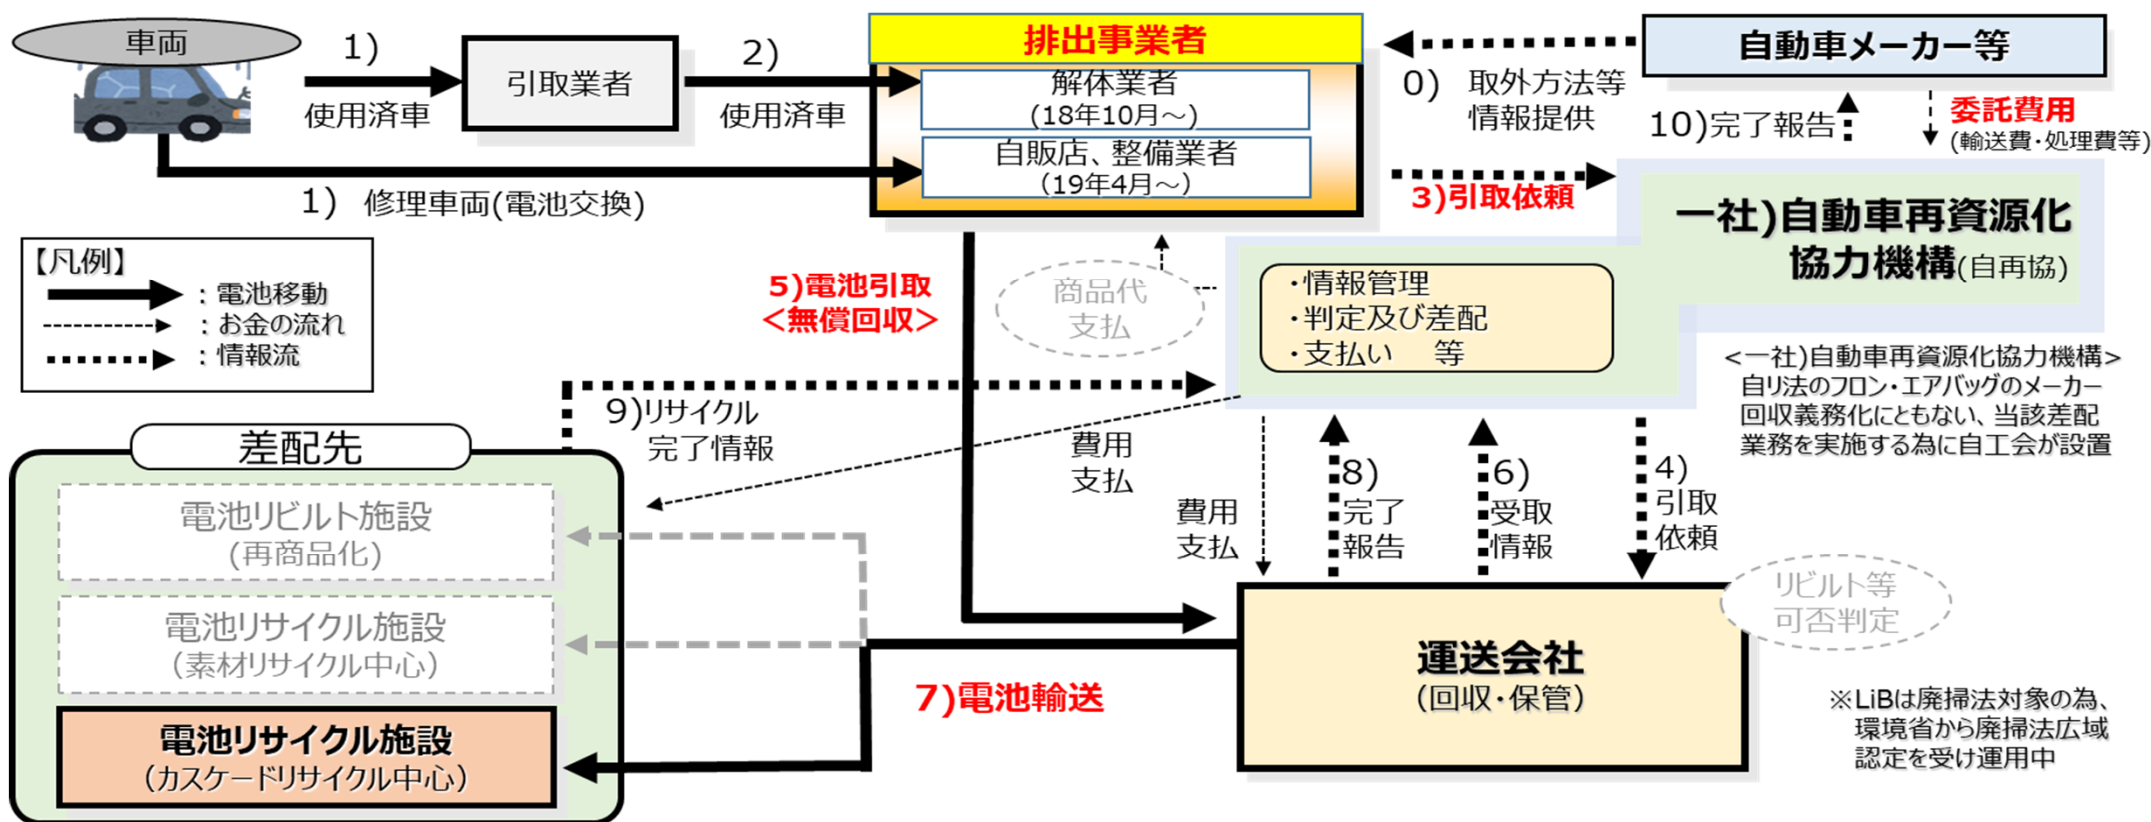 車両
1)
使用済車
引取業者
2)
使用済車
排出事業者
解体業者
(18年10月～)
自販店、整備業者
(19年4月～)
0) 取外方法等
情報提供
自動車メーカー等
10)完了報告
委託費用
(輸送費・処理費等)
1) 修理車両(電池交換)
3)引取依頼
一社)自動車再資源化
協力機構(自再協)
【凡例】
：電池移動
：お金の流れ
：情報流
5)電池引取
<無償回収>
商品代
支払
・情報管理
・判定及び差配
・支払い 等
<一社)自動車再資源化協力機構>
自リ法のフロン・エアバッグのメーカー
回収義務化にともない、当該差配
業務を実施する為に自工会が設置
9)リサイクル
完了情報
費用
支払
費用
支払
8)
完了
報告
6)
受取
情報
4)
引取
依頼
差配先
電池リビルト施設
(再商品化)
電池リサイクル施設
(素材リサイクル中心)
電池リサイクル施設
(カスケードリサイクル中心)
7)電池輸送
運送会社
(回収・保管)
リビルト等
可否判定
※LiBは廃掃法対象の為、
環境省から廃掃法広域
認定を受け運用中